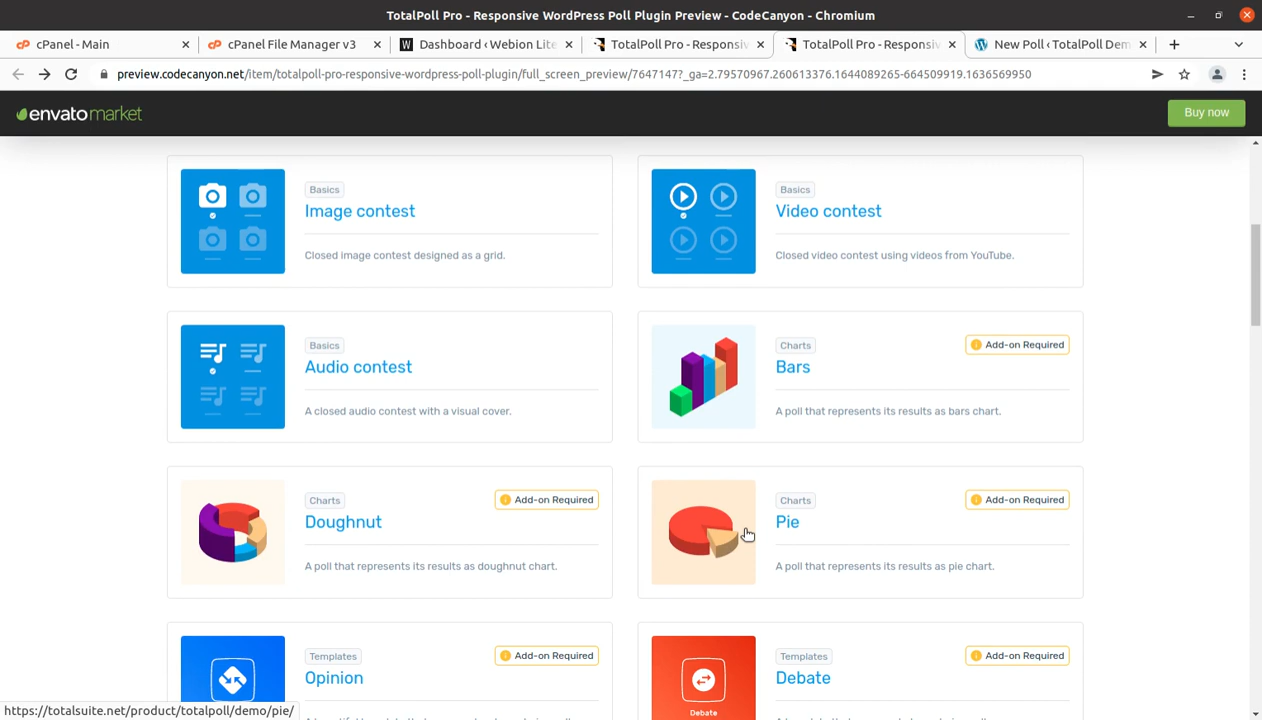 TotalPoll Pro - Responsive WordPress Poll Plugin Preview - CodeCanyon - Chromium
cPanel - Main
cPanel File Manager v3
Dashboard ‹ Webion Lite
TotalPoll Pro - Responsiv
TotalPoll Pro - Responsiv
New Poll ‹ TotalPoll Dem
preview.codecanyon.net/item/totalpoll-pro-responsive-wordpress-poll-plugin/full_screen_preview/7647147?_ga=2.79570967.260613376.1644089265-664509919.1636569950
envatomarket
Buy now
Basics
Image contest
Closed image contest designed as a grid.
Basics
Video contest
Closed video contest using videos from YouTube.
Basics
Audio contest
A closed audio contest with a visual cover.
Charts
Add-on Required
Bars
A poll that represents its results as bars chart.
Charts
Add-on Required
Doughnut
A poll that represents its results as doughnut chart.
Charts
Add-on Required
Pie
A poll that represents its results as pie chart.
Templates
Add-on Required
Opinion
Debate
Templates
Add-on Required
Debate
https://totalsuite.net/product/totalpoll/demo/pie/